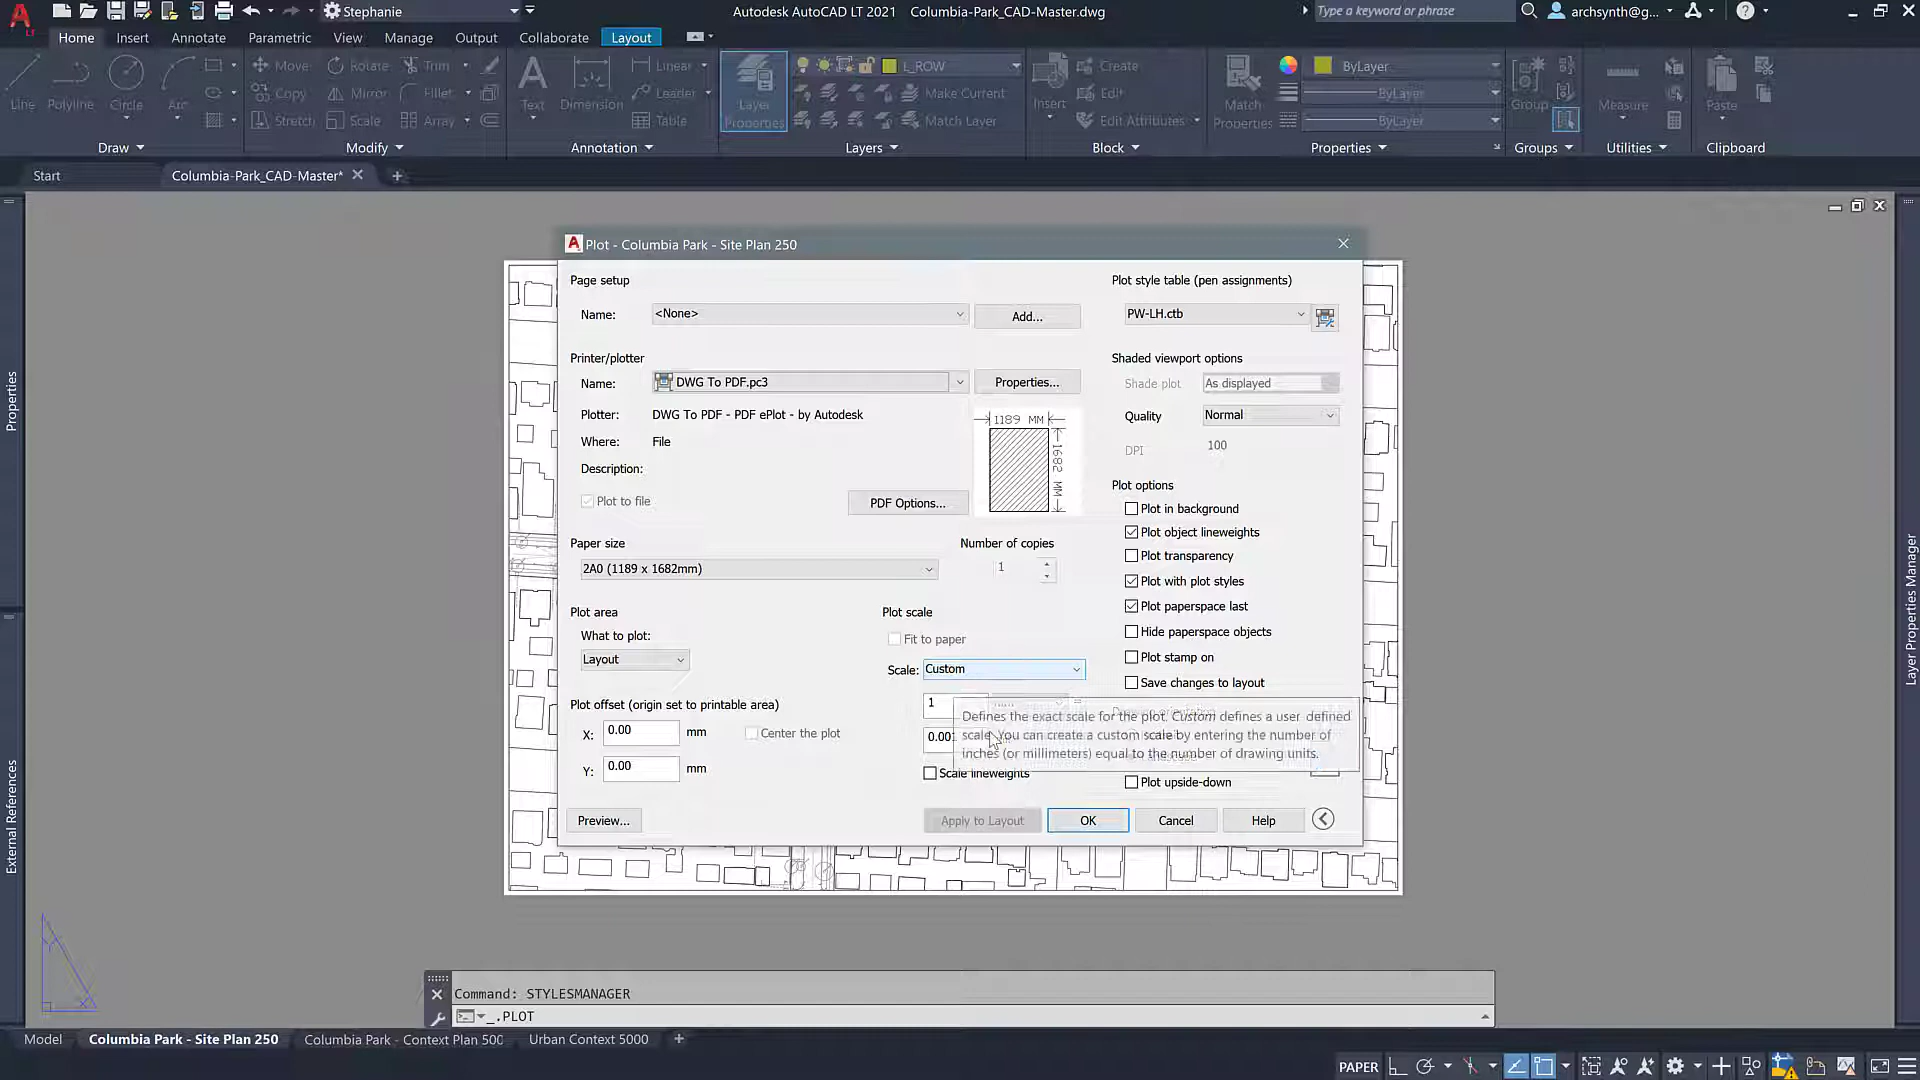 Stephanie
Autodesk AutoCAD LT 2021 Columbia-Park_CAD-Master.dwg
Type a keyword or phrase
archsynth@g...
LT
Home Insert Annotate Parametric View Manage Output Collaborate Layout
Line Polyline Circle Arc
Move Rotate Trim
Copy Mirror Fillet
Stretch Scale Array
Text Dimension
Linear
Leader
Table
Layer
Properties
L_ROW
Make Current
Match Layer
Insert
Create
Edit
Edit Attributes
Match
Properties
ByLayer
ByLayer
ByLayer
Group
Measure
Paste
Draw Modify Annotation Layers Block Properties Groups Utilities Clipboard
Start Columbia-Park_CAD-Master*
Properties
External References
Layer Properties Manager
Plot - Columbia Park - Site Plan 250
Page setup
Name: <None> Add...
Printer/plotter
Name: DWG To PDF.pc3 Properties...
Plotter: DWG To PDF - PDF ePlot - by Autodesk
Where: File
Description:
Plot to file
PDF Options...
1189 MM
1682 MM
Paper size
2A0 (1189 x 1682mm)
Number of copies
1
Plot area
What to plot:
Layout
Plot scale
Fit to paper
Scale: Custom
1
0.001
Scale lineweights
Plot offset (origin set to printable area)
X: 0.00 mm
Center the plot
Y: 0.00 mm
Plot style table (pen assignments)
PW-LH.ctb
Shaded viewport options
Shade plot As displayed
Quality Normal
DPI 100
Plot options
Plot in background
Plot object lineweights
Plot transparency
Plot with plot styles
Plot paperspace last
Hide paperspace objects
Plot stamp on
Save changes to layout
Defines the exact scale for the plot. Custom defines a user-defined
scale. You can create a custom scale by entering the number of
inches (or millimeters) equal to the number of drawing units.
Plot upside-down
Preview... Apply to Layout OK Cancel Help
Command: STYLESMANAGER
_.PLOT
Model Columbia Park - Site Plan 250 Columbia Park - Context Plan 500 Urban Context 5000
PAPER